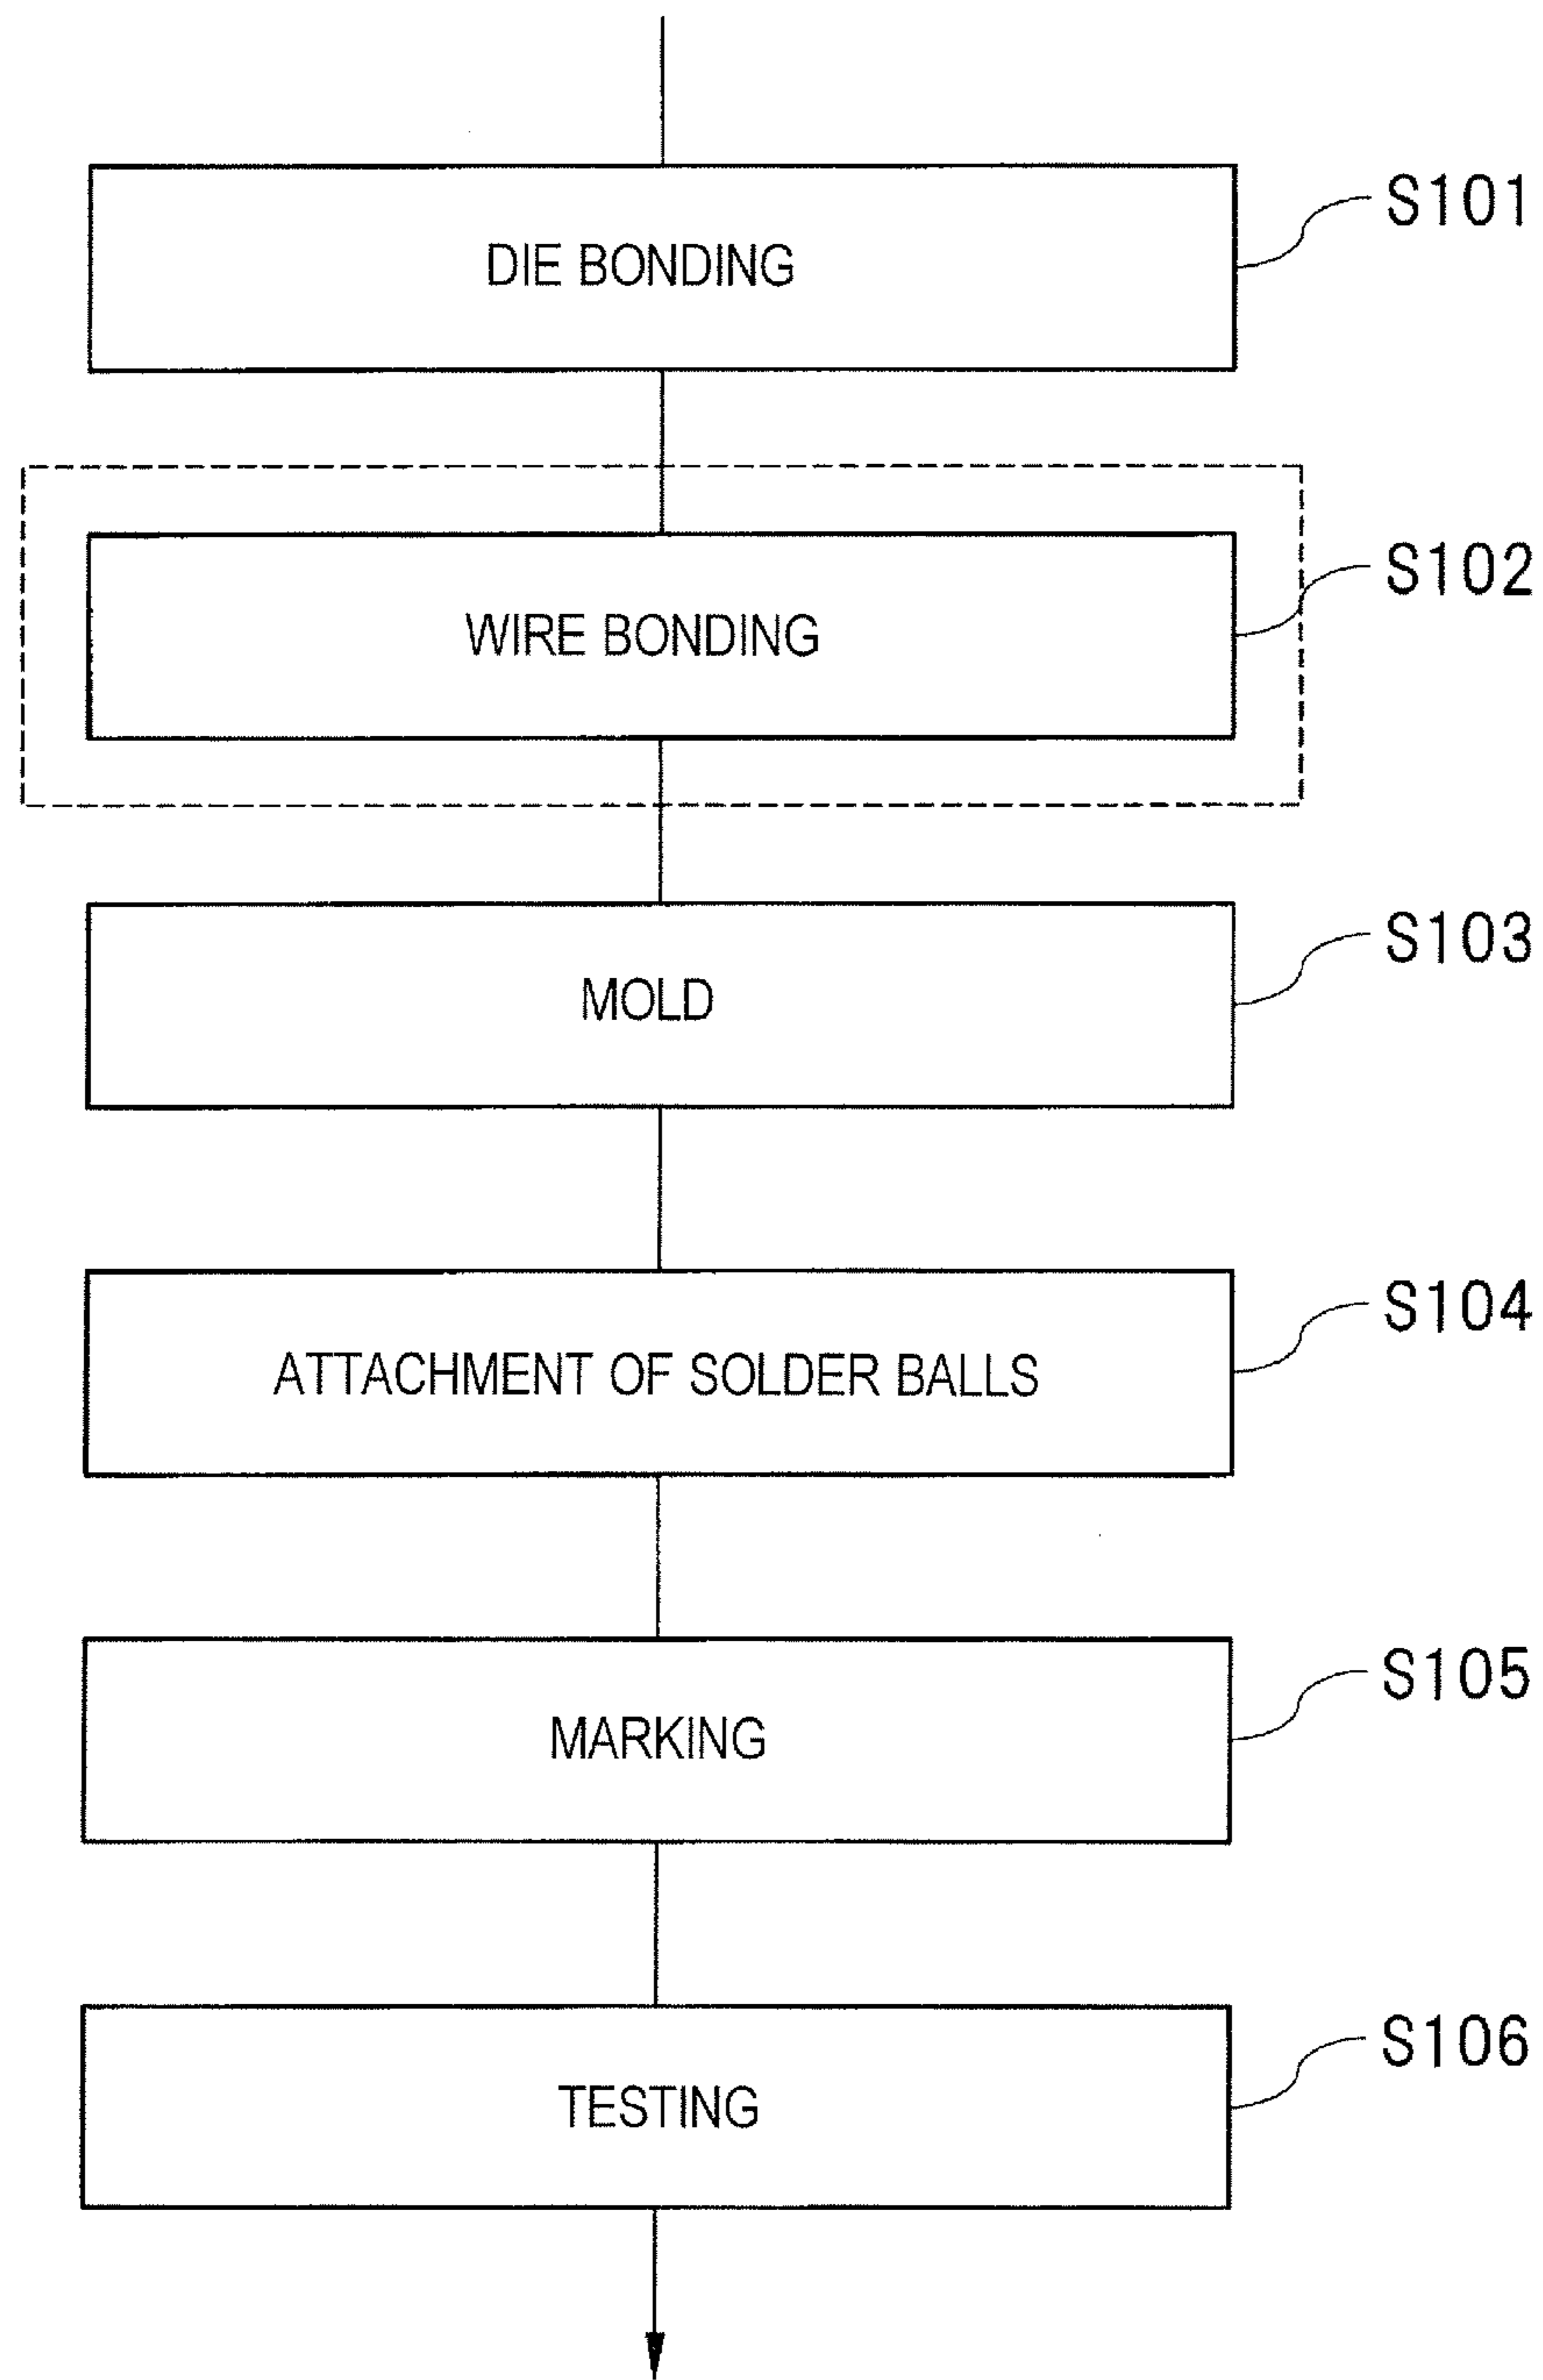 DIE BONDING
S101
WIRE BONDING
S102
MOLD
S103
ATTACHMENT OF SOLDER BALLS
S104
MARKING
S105
TESTING
S106